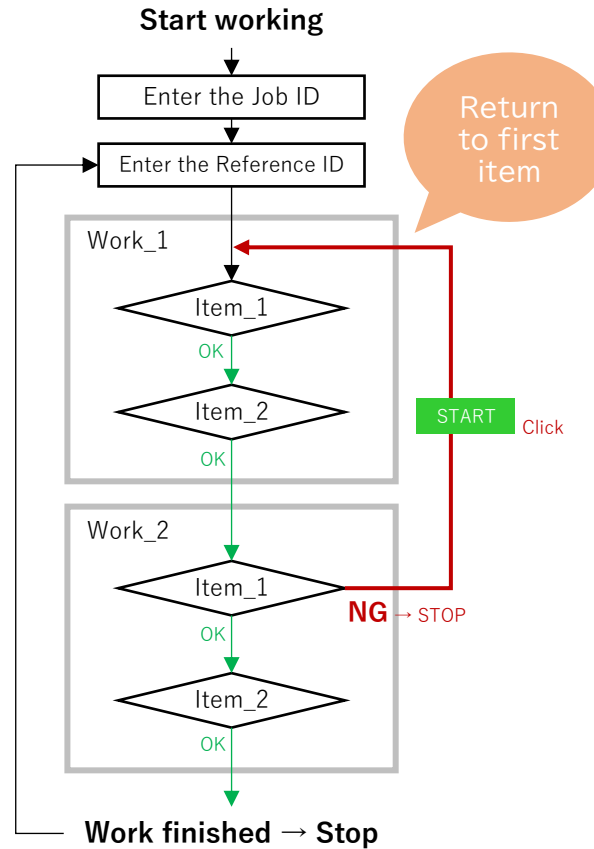 Start working
Enter the Job ID
Enter the Reference ID
Return
to first
item
Work_1
Item_1
OK
Item_2
OK
START
Click
Work_2
Item_1
NG → STOP
OK
Item_2
OK
Work finished → Stop